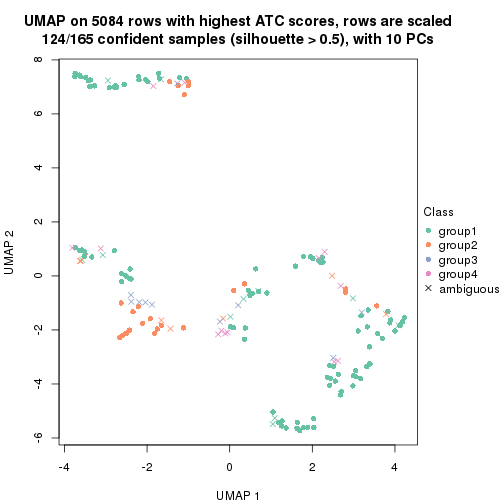 UMAP on 5084 rows with highest ATC scores, rows are scaled
124/165 confident samples (silhouette > 0.5), with 10 PCs
8
6
4
2
0
-2
-4
-6
UMAP 2
-4
-2
0
2
4
UMAP 1
Class
group1
group2
group3
group4
ambiguous